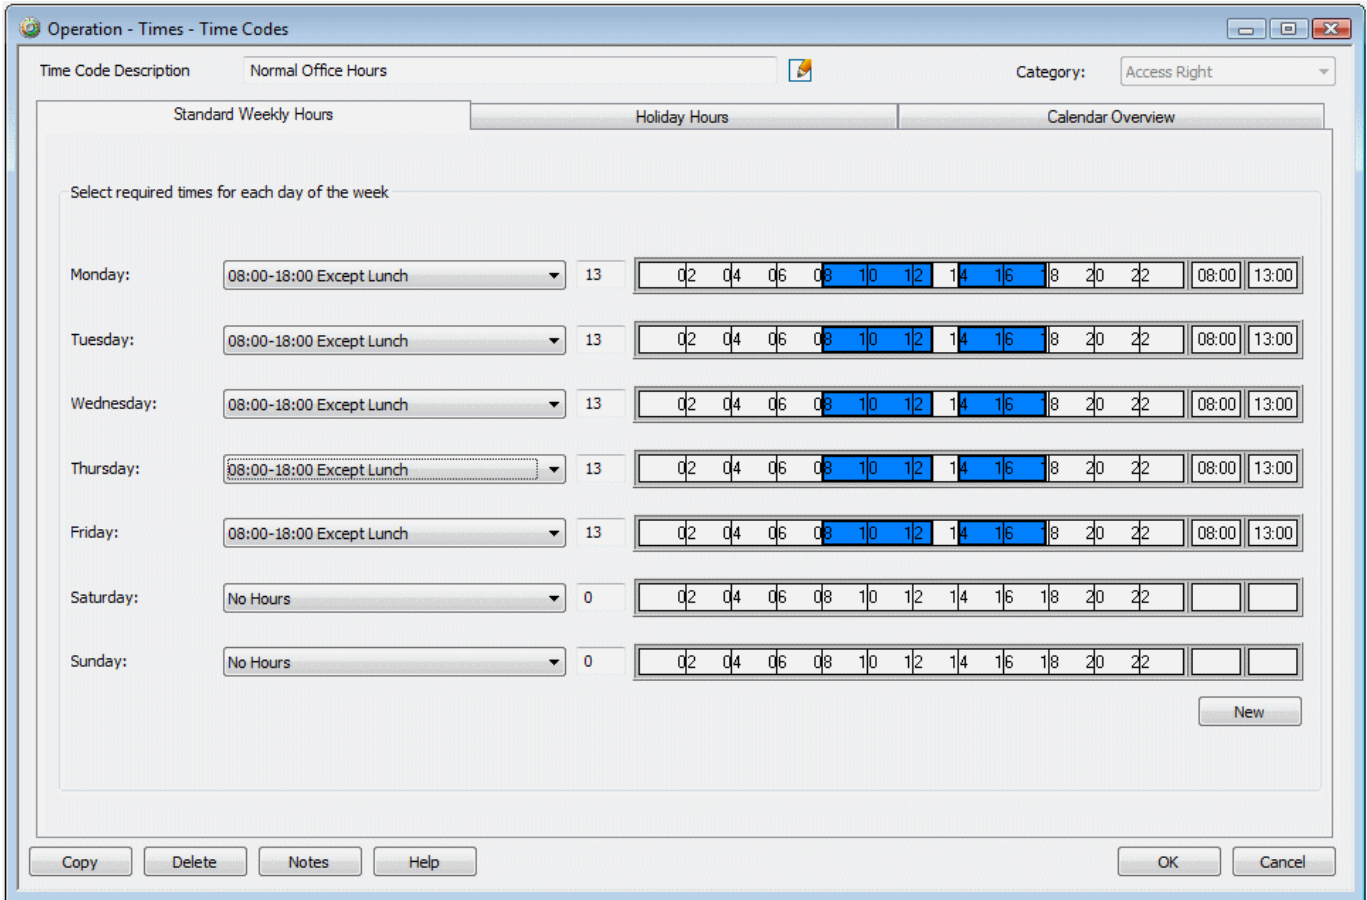 Operation - Times - Time Codes
Time Code Description Normal Office Hours Category: Access Right
Standard Weekly Hours Holiday Hours Calendar Overview
Select required times for each day of the week
Monday: 08:00-18:00 Except Lunch 13 02 04 06 08 10 12 14 16 18 20 22 08:00 13:00
Tuesday: 08:00-18:00 Except Lunch 13 02 04 06 08 10 12 14 16 18 20 22 08:00 13:00
Wednesday: 08:00-18:00 Except Lunch 13 02 04 06 08 10 12 14 16 18 20 22 08:00 13:00
Thursday: 08:00-18:00 Except Lunch 13 02 04 06 08 10 12 14 16 18 20 22 08:00 13:00
Friday: 08:00-18:00 Except Lunch 13 02 04 06 08 10 12 14 16 18 20 22 08:00 13:00
Saturday: No Hours 0 02 04 06 08 10 12 14 16 18 20 22
Sunday: No Hours 0 02 04 06 08 10 12 14 16 18 20 22
New
Copy Delete Notes Help OK Cancel